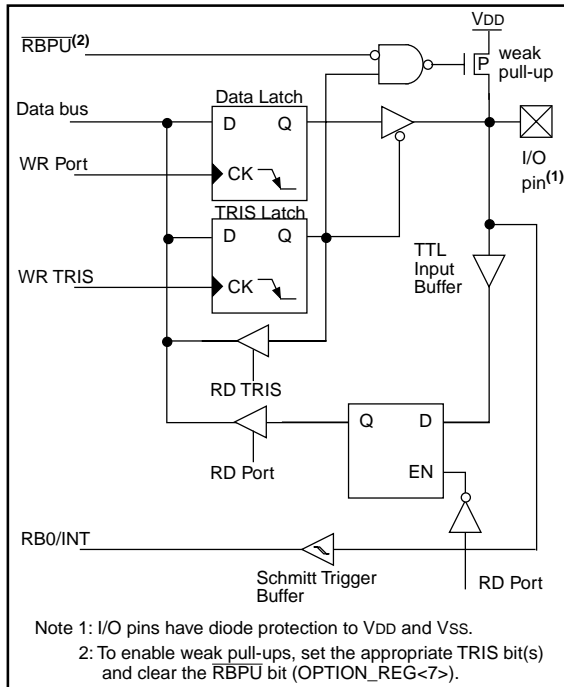 VDD
RBPU(2)
weak
pull-up
P
Data Latch
Data bus
D Q
I/O
pin(1)
WR Port
CK
TRIS Latch
D Q
TTL
Input
Buffer
WR TRIS
CK
RD TRIS
Q D
RD Port
EN
RB0/INT
Schmitt Trigger
Buffer
RD Port
Note 1: I/O pins have diode protection to VDD and VSS.
2: To enable weak pull-ups, set the appropriate TRIS bit(s)
and clear the RBPU bit (OPTION_REG<7>).